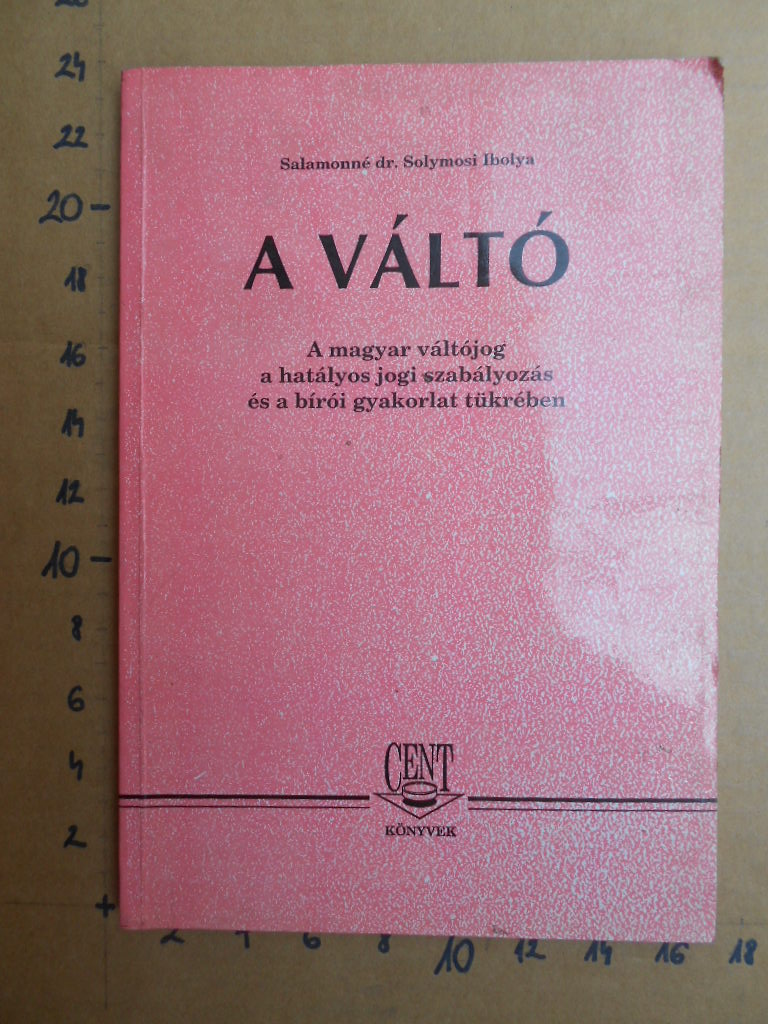 26
24
22
20
18
16
14
12
10
8
6
4
2
Salamonné dr. Solymosi Ibolya
A VÁLTÓ
A magyar váltójog
a hatályos jogi szabályozás
és a bírói gyakorlat tükrében
CENT
KÖNYVEK
2 4 6 8 10 12 14 16 18